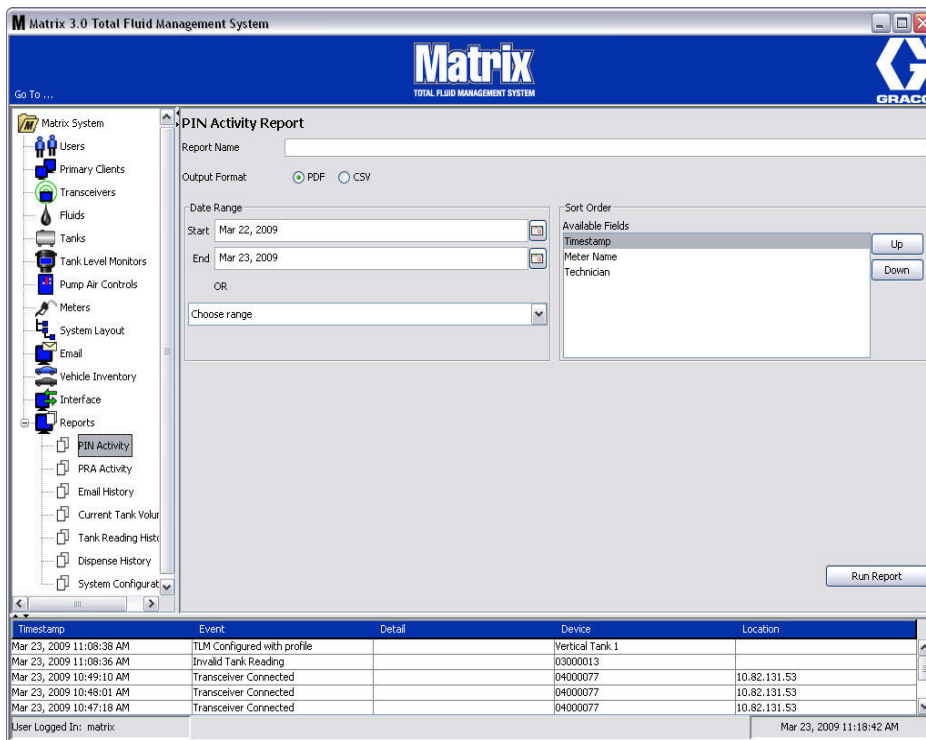 M Matrix 3.0 Total Fluid Management System
Matrix
TOTAL FLUID MANAGEMENT SYSTEM
GRACO
Go To ...
Matrix System
Users
Primary Clients
Transceivers
Fluids
Tanks
Tank Level Monitors
Pump Air Controls
Meters
System Layout
Email
Vehicle Inventory
Interface
Reports
PIN Activity
PRA Activity
Email History
Current Tank Volur
Tank Reading Histo
Dispense History
System Configurat
PIN Activity Report
Report Name
Output Format PDF CSV
Date Range
Start Mar 22, 2009
End Mar 23, 2009
OR
Choose range
Sort Order
Available Fields
Timestamp
Meter Name
Technician
Up
Down
Run Report
Timestamp Event Detail Device Location
Mar 23, 2009 11:08:38 AM TLM Configured with profile Vertical Tank 1
Mar 23, 2009 11:08:36 AM Invalid Tank Reading 03000013
Mar 23, 2009 10:49:10 AM Transceiver Connected 04000077 10.82.131.53
Mar 23, 2009 10:48:01 AM Transceiver Connected 04000077 10.82.131.53
Mar 23, 2009 10:47:18 AM Transceiver Connected 04000077 10.82.131.53
User Logged In: matrix Mar 23, 2009 11:18:42 AM